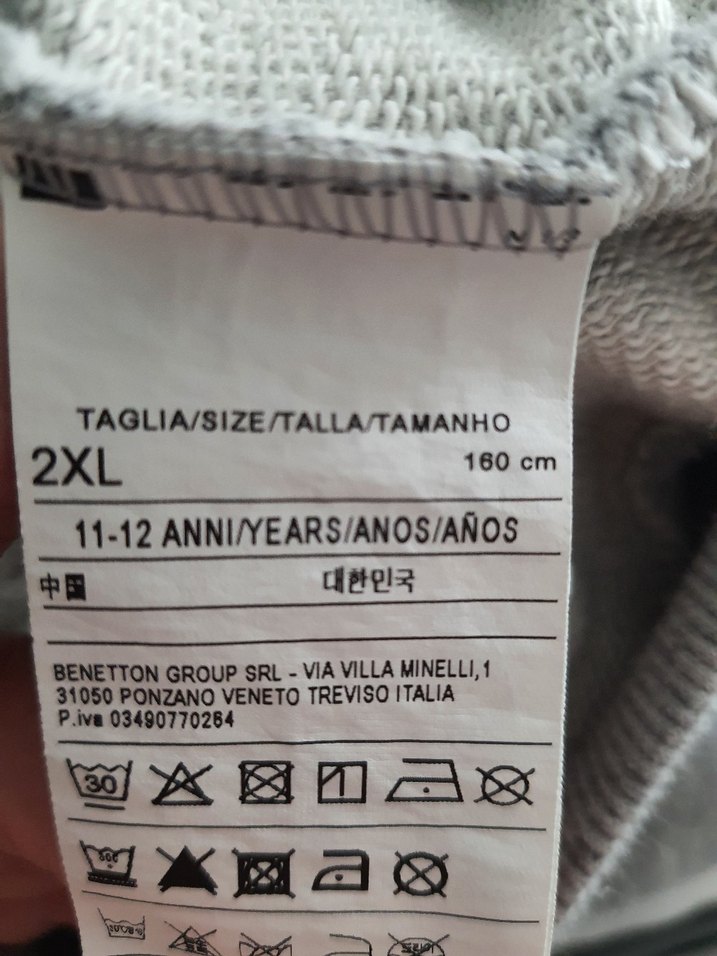 TAGLIA/SIZE/TALLA/TAMANHO
2XL 160 cm
11-12 ANNI/YEARS/ANOS/AÑOS
中国 대한민국
BENETTON GROUP SRL - VIA VILLA MINELLI,1
31050 PONZANO VENETO TREVISO ITALIA
P.iva 03490770264
30